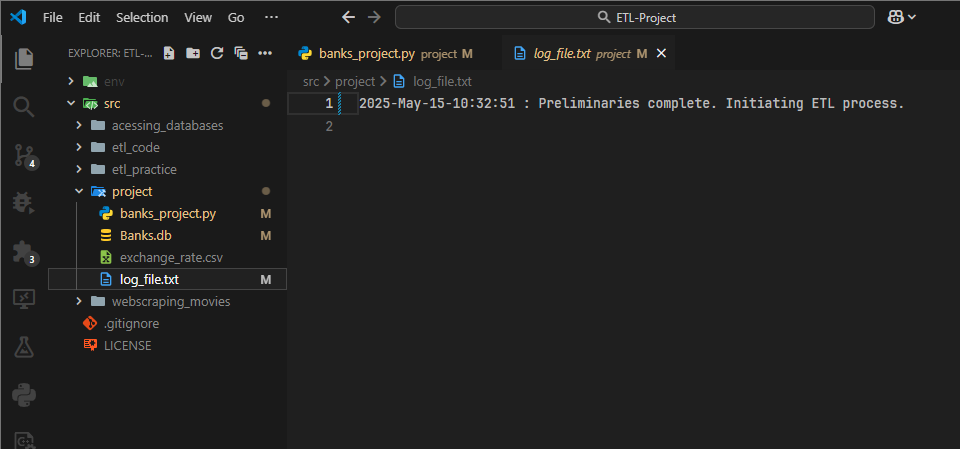 File Edit Selection View Go ... ETL-Project
EXPLORER: ETL-... banks_project.py project M log_file.txt project M
env
src
acessing_databases
etl_code
etl_practice
project
banks_project.py M
Banks.db M
exchange_rate.csv
log_file.txt M
webscraping_movies
.gitignore
LICENSE
4
3
src > project > log_file.txt
1 2025-May-15-10:32:51 : Preliminaries complete. Initiating ETL process.
2